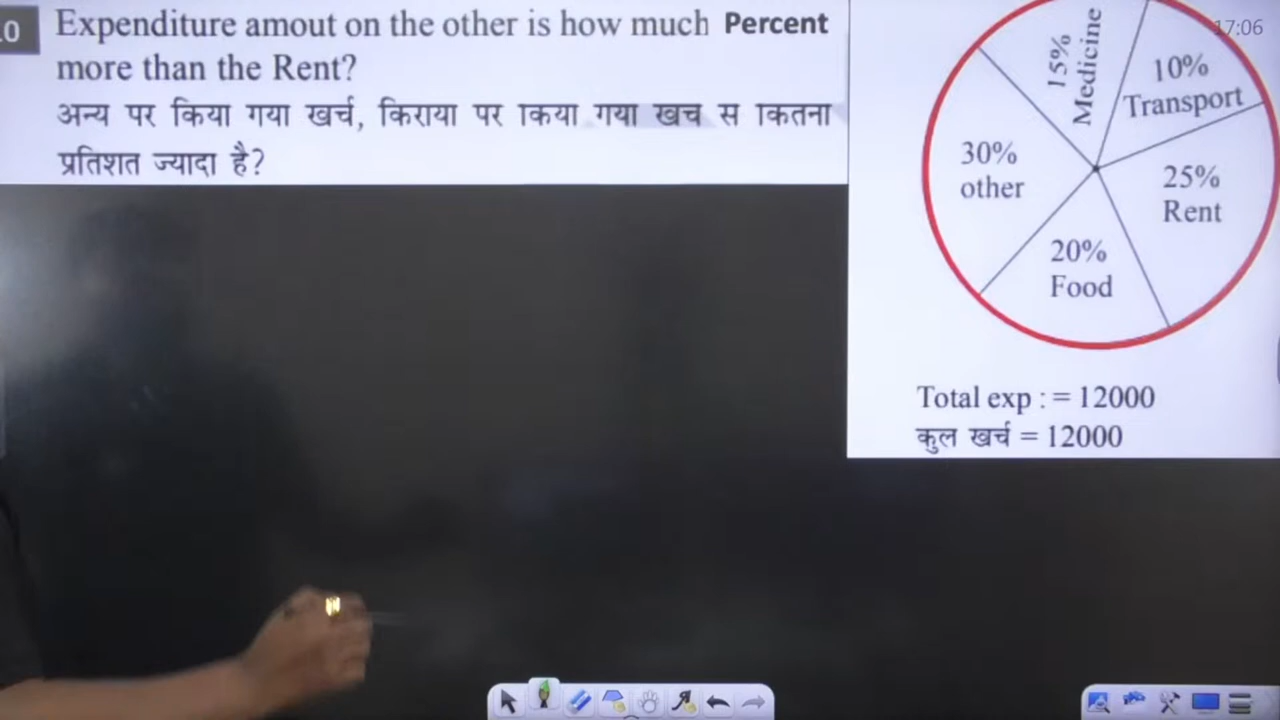 .0
Expenditure amout on the other is how much Percent
more than the Rent?
अन्य पर किया गया खर्च, किराया पर किया गया खर्च से कितना
प्रतिशत ज्यादा है?
17:06
15%
Medicine
10%
Transport
30%
other
25%
Rent
20%
Food
Total exp : = 12000
कुल खर्च = 12000